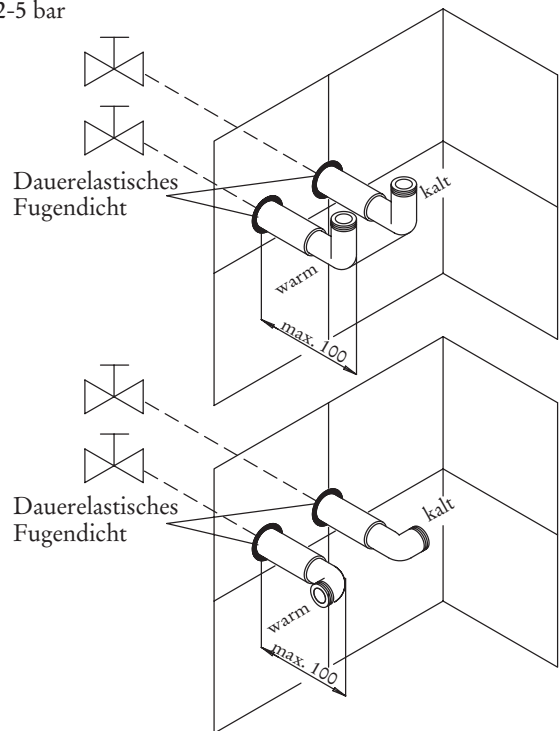 2-5 bar
Dauerelastisches
Fugendicht
kalt
warm
max. 100
Dauerelastisches
Fugendicht
kalt
warm
max. 100